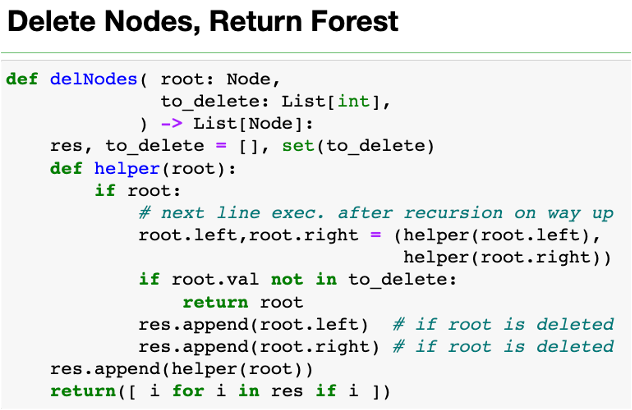 Delete Nodes, Return Forest
def delNodes( root: Node,
              to_delete: List[int],
            ) -> List[Node]:
    res, to_delete = [], set(to_delete)
    def helper(root):
        if root:
            # next line exec. after recursion on way up
            root.left,root.right = (helper(root.left),
                                    helper(root.right))
            if root.val not in to_delete:
                return root
            res.append(root.left)  # if root is deleted
            res.append(root.right) # if root is deleted
    res.append(helper(root))
    return([ i for i in res if i ])